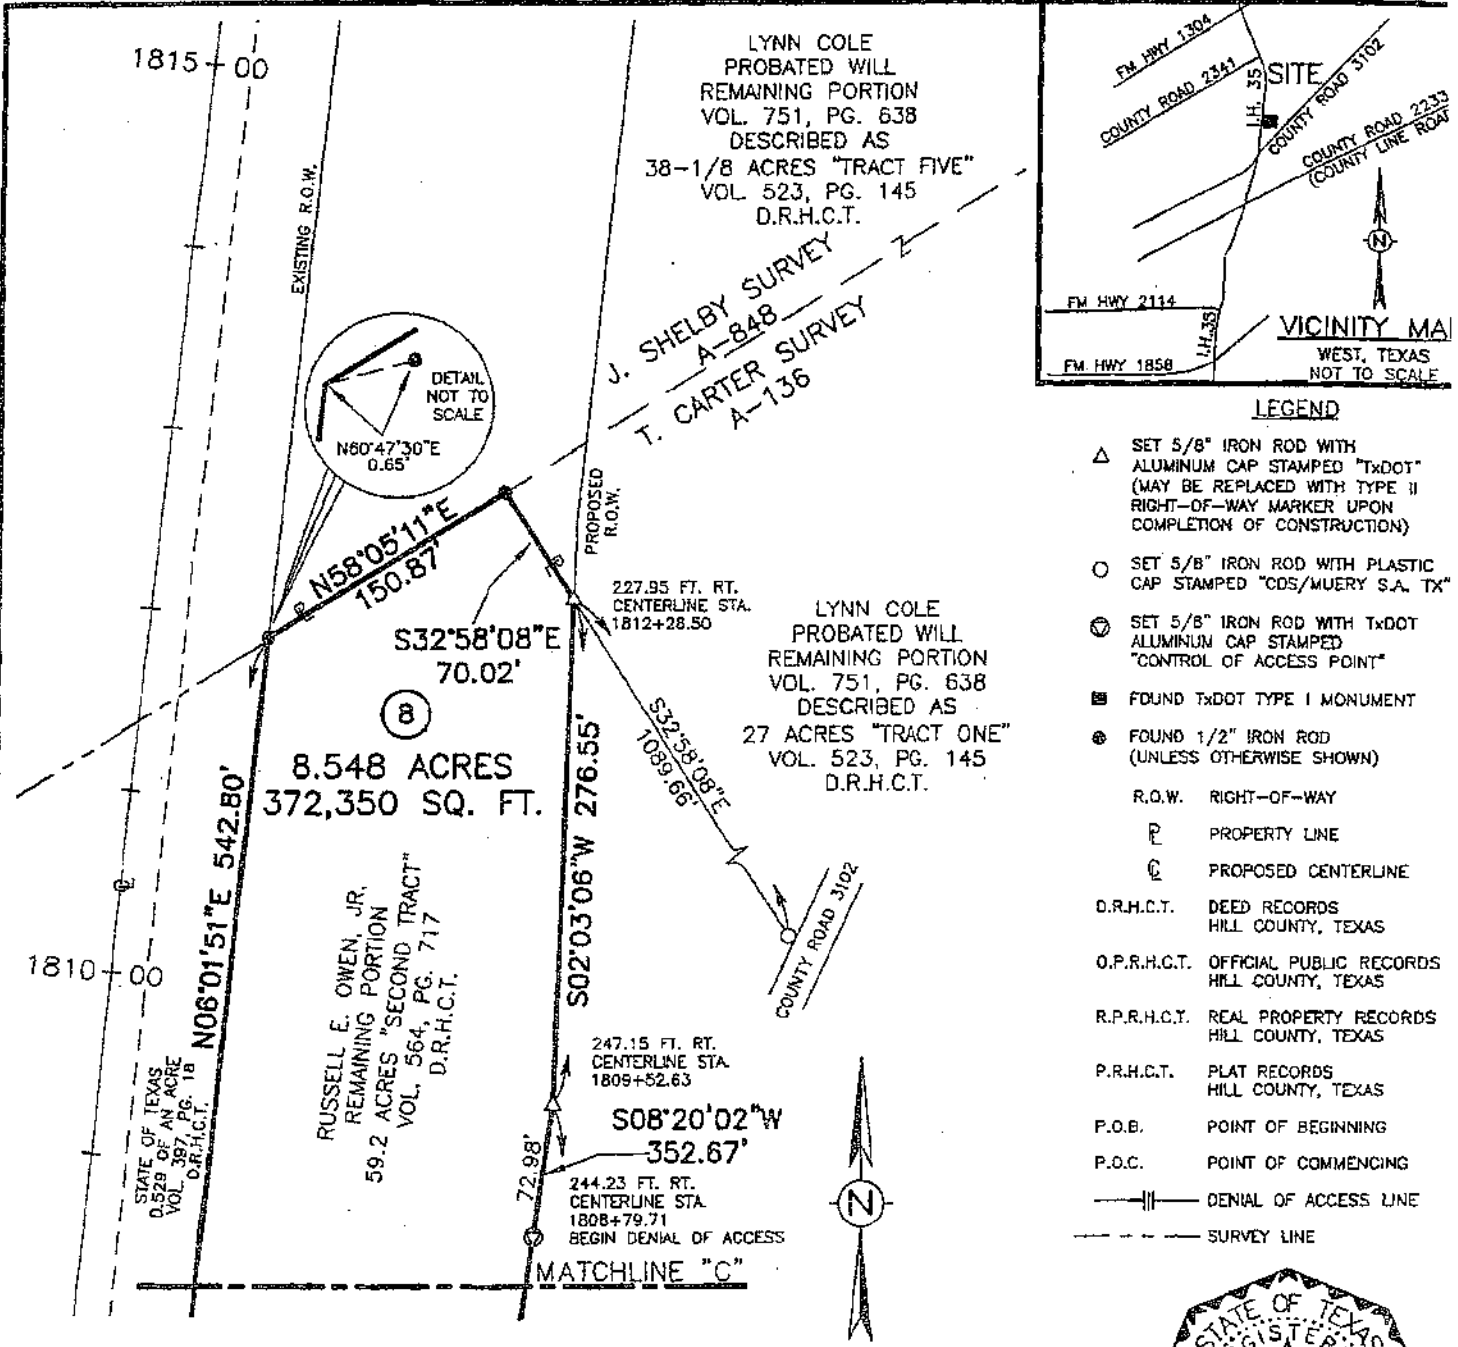 1815+00
EXISTING R.O.W.
LYNN COLE
PROBATED WILL
REMAINING PORTION
VOL. 751, PG. 638
DESCRIBED AS
38-1/8 ACRES "TRACT FIVE"
VOL. 523, PG. 145
D.R.H.C.T.
J. SHELBY SURVEY
A-848
T. CARTER SURVEY
A-136
Z
DETAIL
NOT TO
SCALE
N60°47'30"E
0.65'
N58°05'11"E
150.87'
PROPOSED
R.O.W.
S32°58'08"E
70.02'
227.95 FT. RT.
CENTERLINE STA.
1812+28.50
LYNN COLE
PROBATED WILL
REMAINING PORTION
VOL. 751, PG. 638
DESCRIBED AS
27 ACRES "TRACT ONE"
VOL. 523, PG. 145
D.R.H.C.T.
8
8.548 ACRES
372,350 SQ. FT.
S32°58'08"E
1089.66'
COUNTY ROAD 3102
N06°01'51"E 542.80'
S02°03'06"W 276.55'
RUSSELL E. OWEN, JR.
REMAINING PORTION
59.2 ACRES "SECOND TRACT"
VOL. 564, PG. 717
D.R.H.C.T.
1810+00
STATE OF TEXAS
0.529 OF AN ACRE
VOL. 397, PG. 18
D.R.H.C.T.
247.15 FT. RT.
CENTERLINE STA.
1809+52.63
S08°20'02"W
352.67'
72.98'
244.23 FT. RT.
CENTERLINE STA.
1808+79.71
BEGIN DENIAL OF ACCESS
MATCHLINE "C"
N
FM HWY 1304
COUNTY ROAD 2341
I.H. 35
SITE
COUNTY ROAD 3102
COUNTY ROAD 2233
(COUNTY LINE ROA
N
FM HWY 2114
I.H.35
FM HWY 1858
VICINITY MA
WEST, TEXAS
NOT TO SCALE
LEGEND
SET 5/8" IRON ROD WITH
ALUMINUM CAP STAMPED "TxDOT"
(MAY BE REPLACED WITH TYPE II
RIGHT-OF-WAY MARKER UPON
COMPLETION OF CONSTRUCTION)
SET 5/8" IRON ROD WITH PLASTIC
CAP STAMPED "CDS/MUERY S.A. TX"
SET 5/8" IRON ROD WITH TxDOT
ALUMINUM CAP STAMPED
"CONTROL OF ACCESS POINT"
FOUND TxDOT TYPE I MONUMENT
FOUND 1/2" IRON ROD
(UNLESS OTHERWISE SHOWN)
R.O.W. RIGHT-OF-WAY
PROPERTY LINE
PROPOSED CENTERLINE
D.R.H.C.T. DEED RECORDS
HILL COUNTY, TEXAS
O.P.R.H.C.T. OFFICIAL PUBLIC RECORDS
HILL COUNTY, TEXAS
R.P.R.H.C.T. REAL PROPERTY RECORDS
HILL COUNTY, TEXAS
P.R.H.C.T. PLAT RECORDS
HILL COUNTY, TEXAS
P.O.B. POINT OF BEGINNING
P.O.C. POINT OF COMMENCING
DENIAL OF ACCESS LINE
SURVEY LINE
STATE OF TEXAS